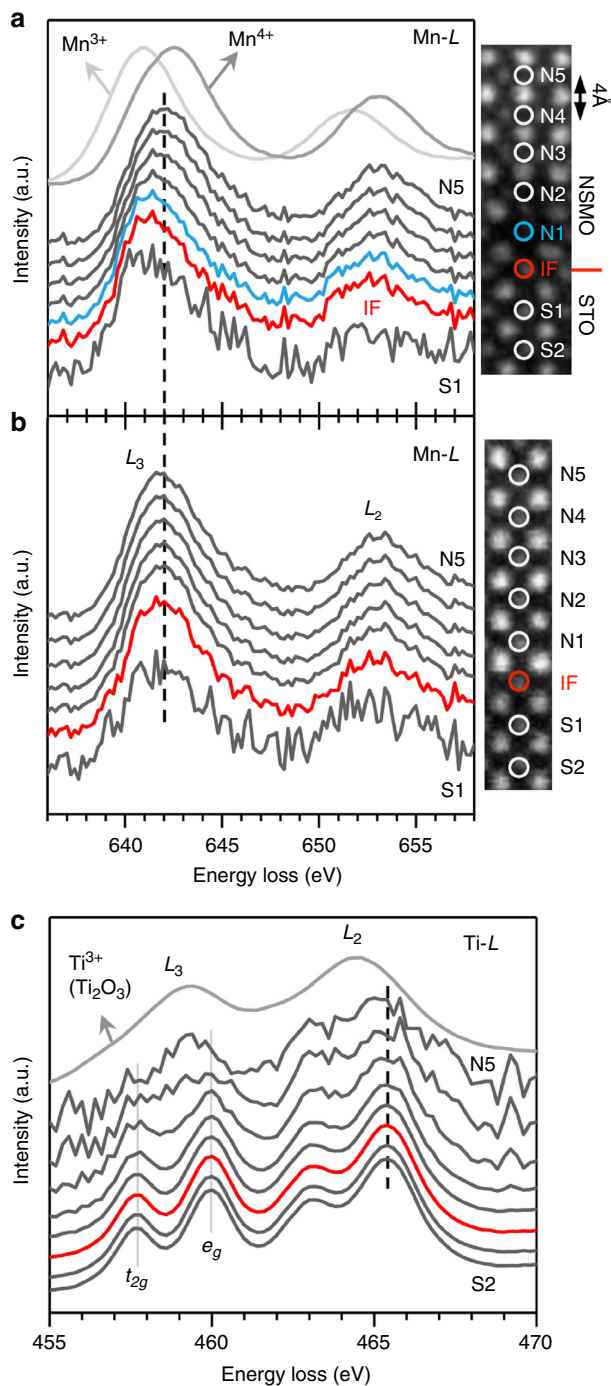 a
Mn3+
Mn4+
Mn-L
N5
IF
S1
Intensity (a.u.)
N5
N4
N3
N2
N1
IF
S1
S2
4Å
NSMO
STO
b
L3
Mn-L
L2
N5
S1
Intensity (a.u.)
640
645
650
655
Energy loss (eV)
N5
N4
N3
N2
N1
IF
S1
S2
c
Ti3+
(Ti2O3)
L3
L2
Ti-L
N5
t2g
eg
S2
Intensity (a.u.)
455
460
465
470
Energy loss (eV)